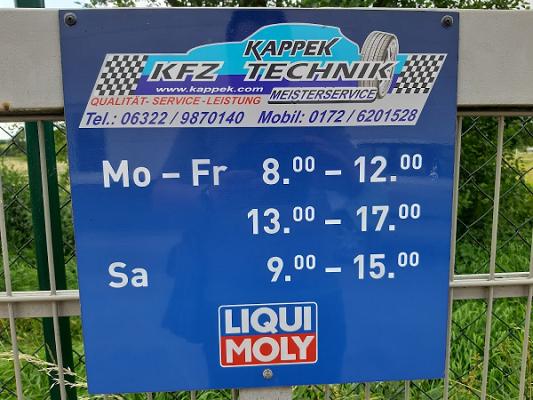 KAPPEK
KFZ TECHNIK
www.kappek.com MEISTERSERVICE
QUALITÄT- SERVICE - LEISTUNG
Tel.: 06322 / 9870140 Mobil: 0172 / 6201528
Mo – Fr 8.00 – 12.00
13.00 – 17.00
Sa 9.00 – 15.00
LIQUI
MOLY